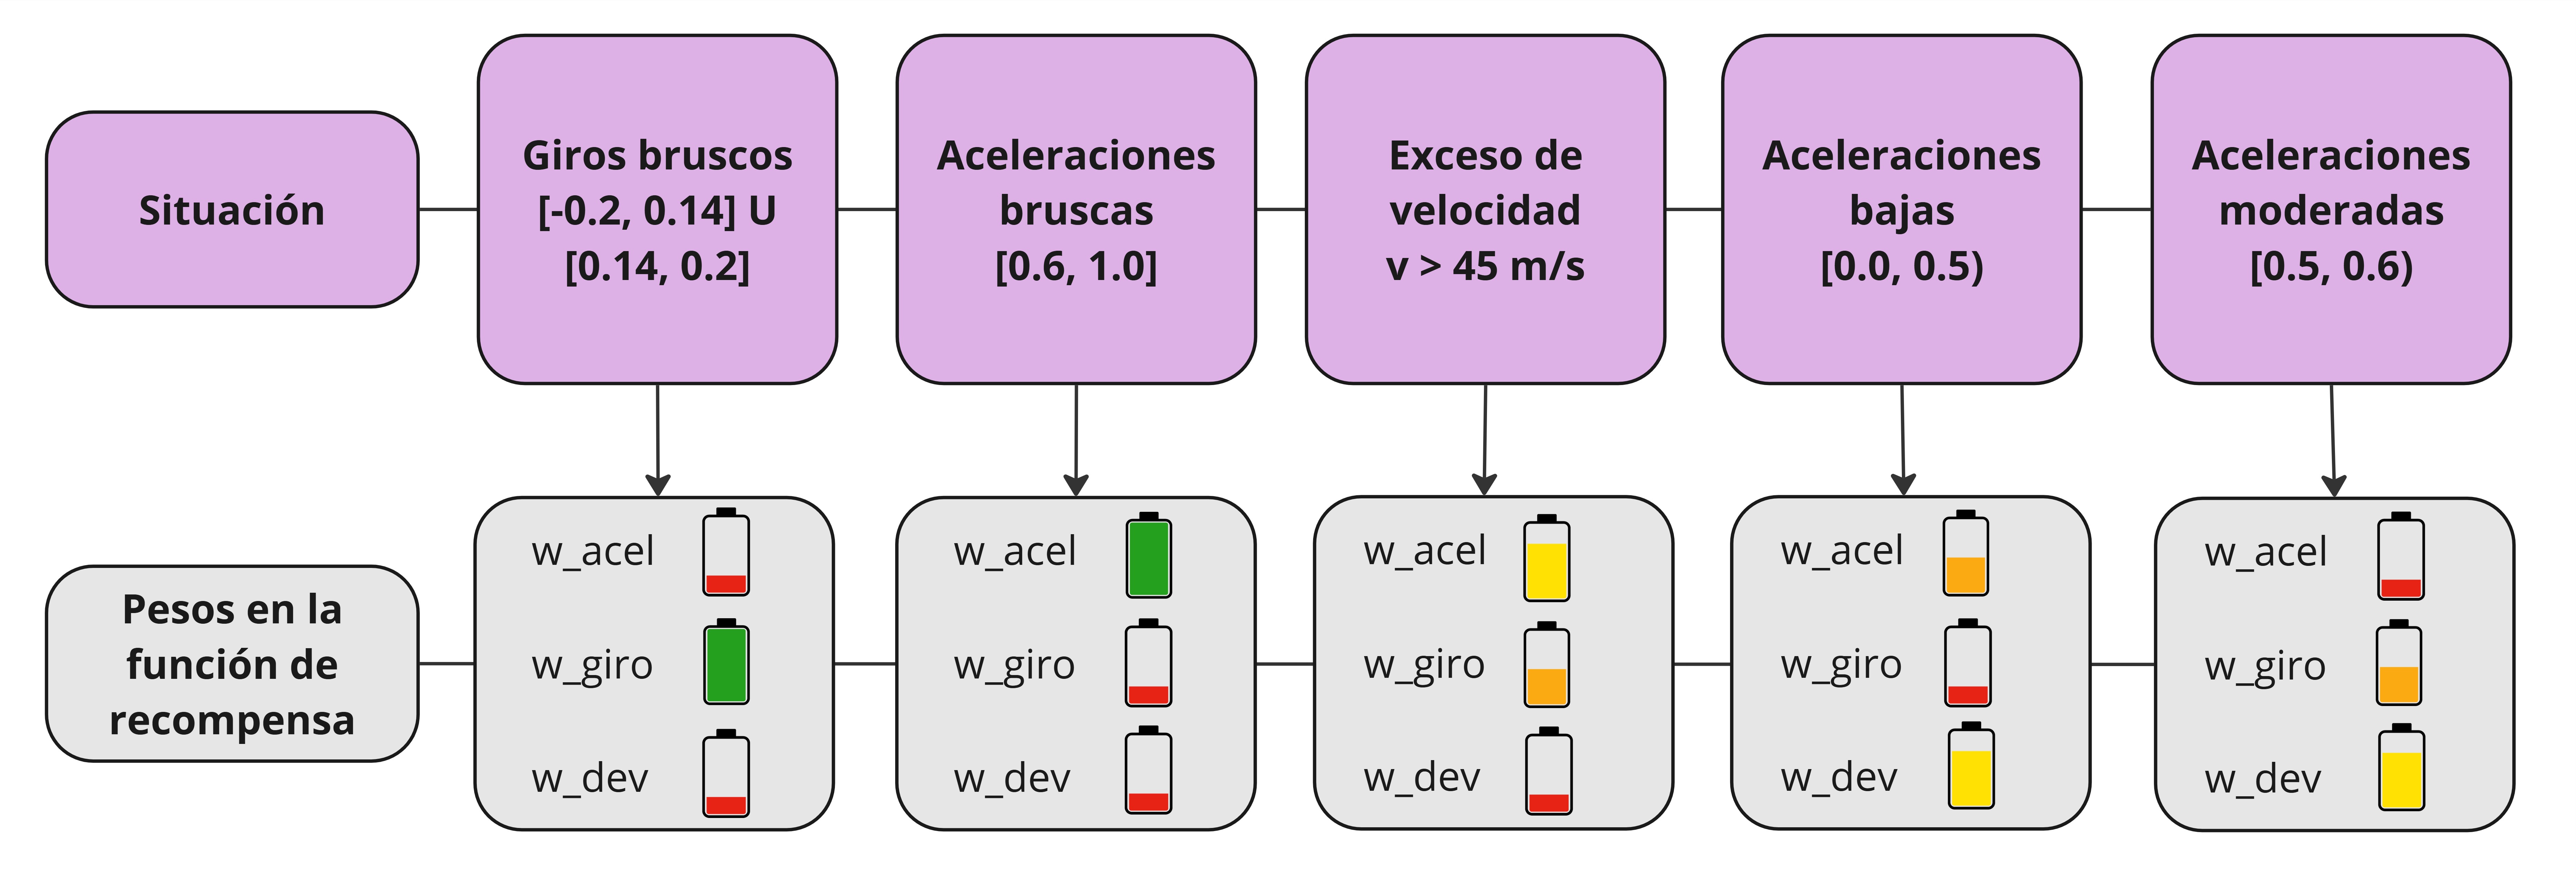 Situación
Giros bruscos
[-0.2, 0.14] U
[0.14, 0.2]
Aceleraciones
bruscas
[0.6, 1.0]
Exceso de
velocidad
v > 45 m/s
Aceleraciones
bajas
[0.0, 0.5)
Aceleraciones
moderadas
[0.5, 0.6)
Pesos en la
función de
recompensa
w_acel
w_giro
w_dev
w_acel
w_giro
w_dev
w_acel
w_giro
w_dev
w_acel
w_giro
w_dev
w_acel
w_giro
w_dev